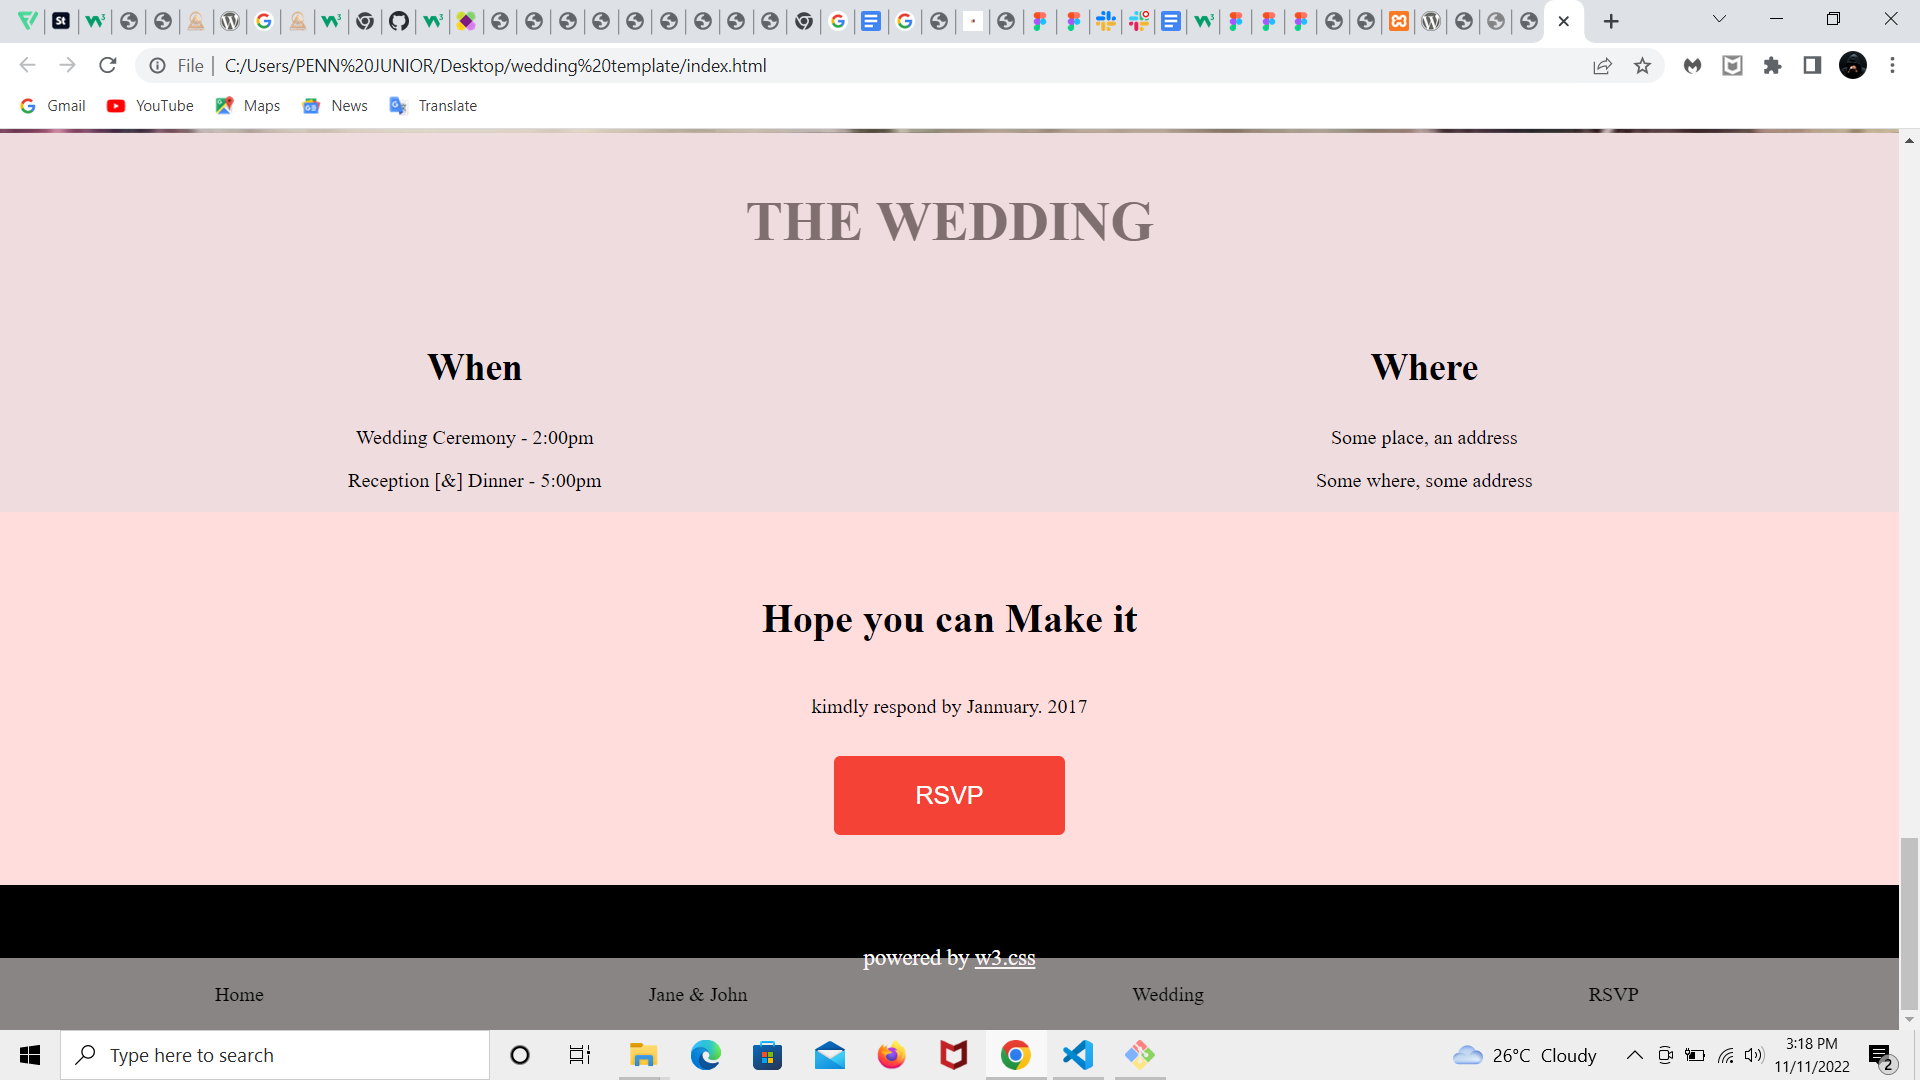 File | C:/Users/PENN%20JUNIOR/Desktop/wedding%20template/index.html
Gmail YouTube Maps News Translate
THE WEDDING
When Where
Wedding Ceremony - 2:00pm Some place, an address
Reception [&] Dinner - 5:00pm Some where, some address
Hope you can Make it
kimdly respond by Jannuary. 2017
RSVP
powered by w3.css
Home Jane & John Wedding RSVP
Type here to search
26°C Cloudy
3:18 PM
11/11/2022
2